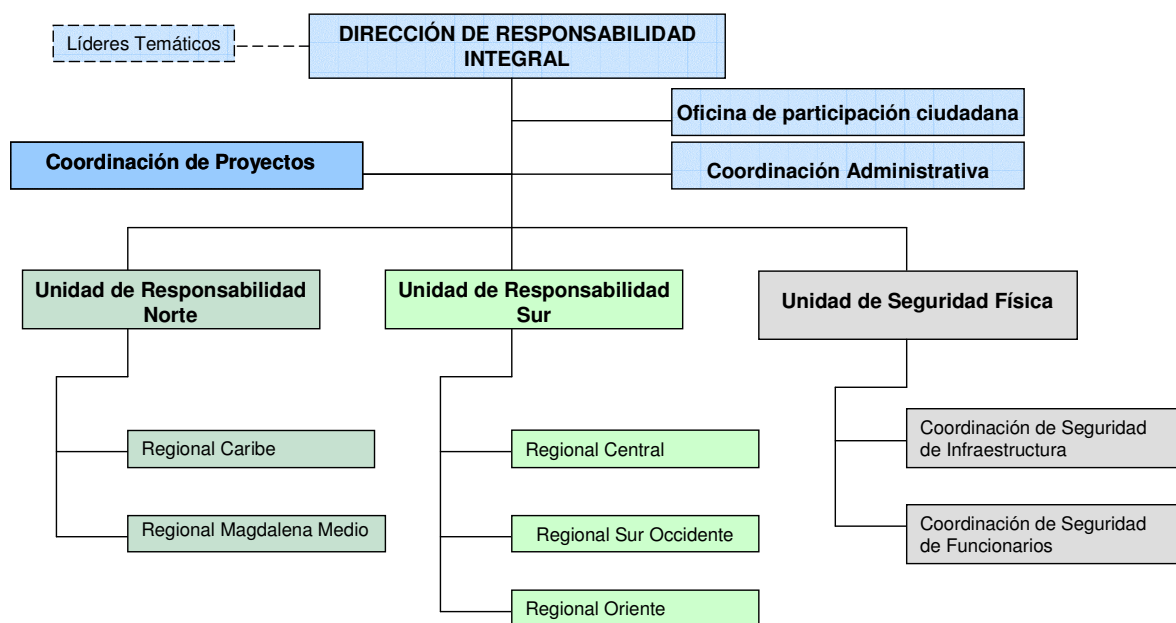 Líderes Temáticos
DIRECCIÓN DE RESPONSABILIDAD
INTEGRAL
Oficina de participación ciudadana
Coordinación de Proyectos
Coordinación Administrativa
Unidad de Responsabilidad
Norte
Unidad de Responsabilidad
Sur
Unidad de Seguridad Física
Regional Caribe
Regional Magdalena Medio
Regional Central
Regional Sur Occidente
Regional Oriente
Coordinación de Seguridad
de Infraestructura
Coordinación de Seguridad
de Funcionarios